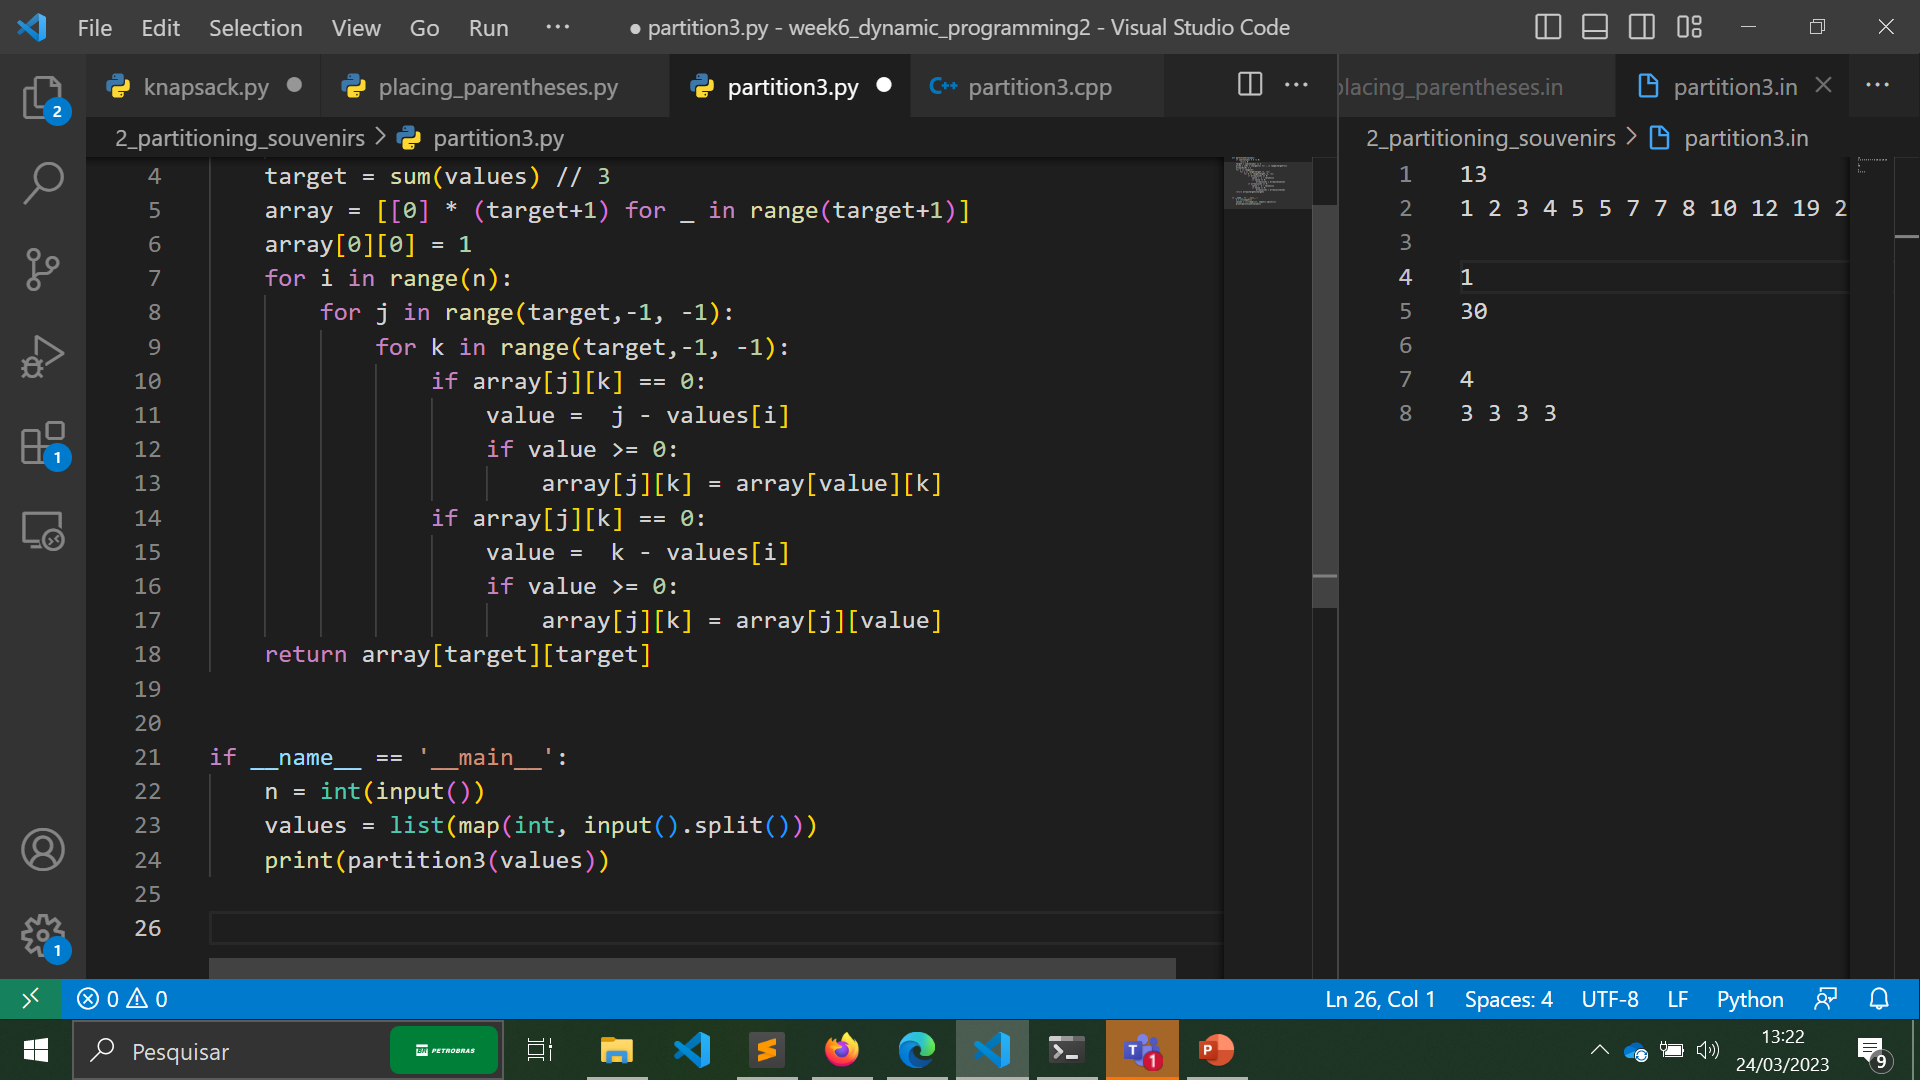 File Edit Selection View Go Run ··· ● partition3.py - week6_dynamic_programming2 - Visual Studio Code
knapsack.py placing_parentheses.py partition3.py partition3.cpp ··· placing_parentheses.in partition3.in ···
2_partitioning_souvenirs > partition3.py
4 target = sum(values) // 3
5 array = [[0] * (target+1) for _ in range(target+1)]
6 array[0][0] = 1
7 for i in range(n):
8 for j in range(target,-1, -1):
9 for k in range(target,-1, -1):
10 if array[j][k] == 0:
11 value =  j - values[i]
12 if value >= 0:
13 array[j][k] = array[value][k]
14 if array[j][k] == 0:
15 value =  k - values[i]
16 if value >= 0:
17 array[j][k] = array[j][value]
18 return array[target][target]
19
20
21 if __name__ == '__main__':
22 n = int(input())
23 values = list(map(int, input().split()))
24 print(partition3(values))
25
26
2_partitioning_souvenirs > partition3.in
1 13
2 1 2 3 4 5 5 7 7 8 10 12 19 2
3
4 1
5 30
6
7 4
8 3 3 3 3
2
1
1
0 0 Ln 26, Col 1 Spaces: 4 UTF-8 LF Python
Pesquisar BR PETROBRAS 1 13:22
24/03/2023 9